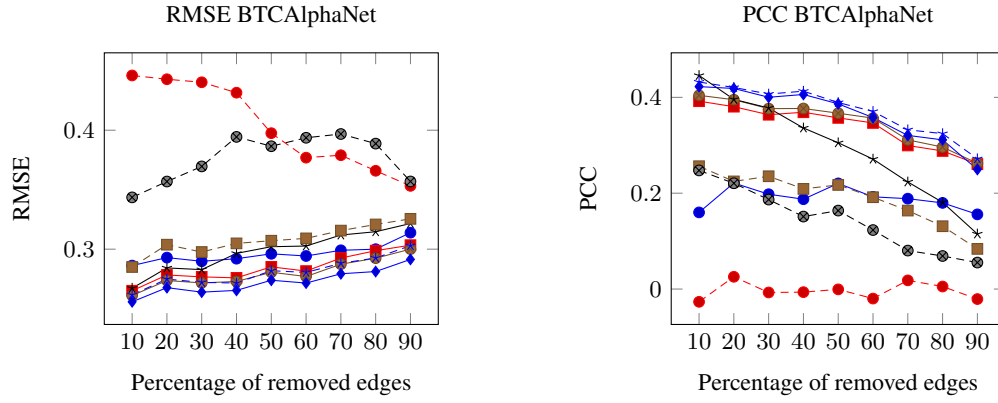 RMSE BTCAlphaNet
RMSE
0.4
0.3
10 20 30 40 50 60 70 80 90
Percentage of removed edges
PCC BTCAlphaNet
PCC
0.4
0.2
0
10 20 30 40 50 60 70 80 90
Percentage of removed edges